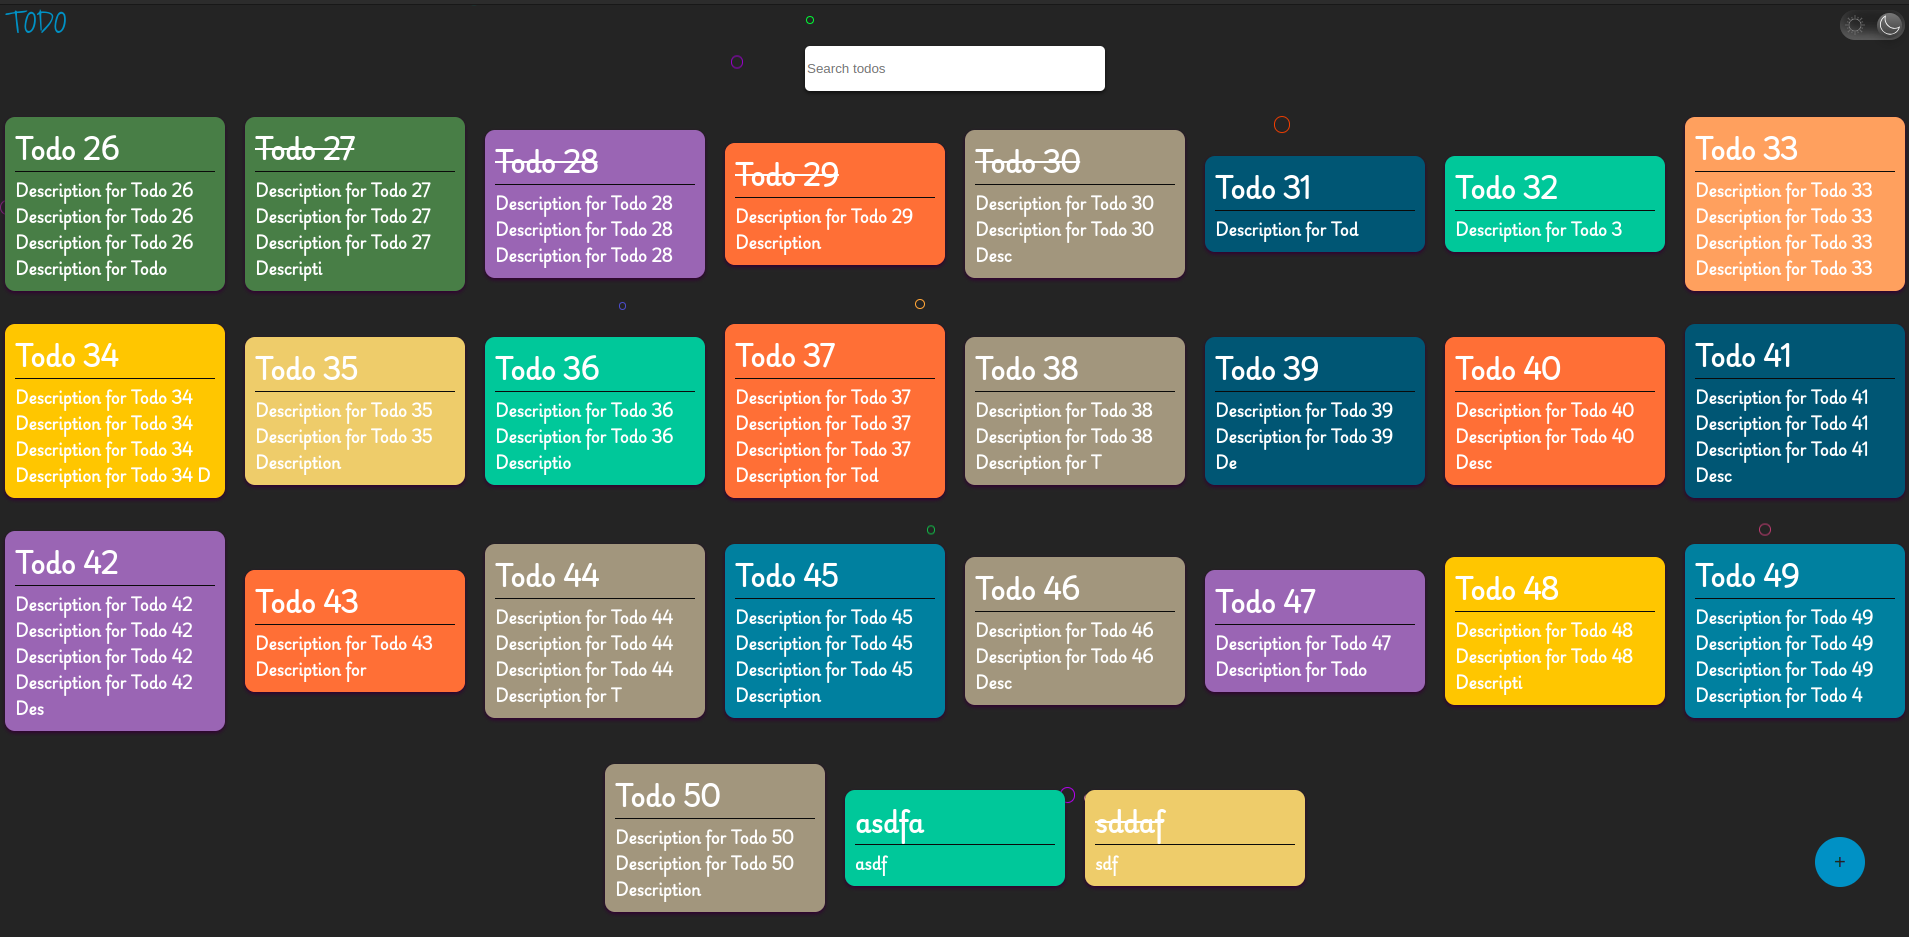 TODO
Search todos
Todo 26
Description for Todo 26
Description for Todo 26
Description for Todo 26
Description for Todo
Todo 27
Description for Todo 27
Description for Todo 27
Description for Todo 27
Descripti
Todo 28
Description for Todo 28
Description for Todo 28
Description for Todo 28
Todo 29
Description for Todo 29
Description
Todo 30
Description for Todo 30
Description for Todo 30
Desc
Todo 31
Description for Tod
Todo 32
Description for Todo 3
Todo 33
Description for Todo 33
Description for Todo 33
Description for Todo 33
Description for Todo 33
Todo 34
Description for Todo 34
Description for Todo 34
Description for Todo 34
Description for Todo 34 D
Todo 35
Description for Todo 35
Description for Todo 35
Description
Todo 36
Description for Todo 36
Description for Todo 36
Descriptio
Todo 37
Description for Todo 37
Description for Todo 37
Description for Todo 37
Description for Tod
Todo 38
Description for Todo 38
Description for Todo 38
Description for T
Todo 39
Description for Todo 39
Description for Todo 39
De
Todo 40
Description for Todo 40
Description for Todo 40
Desc
Todo 41
Description for Todo 41
Description for Todo 41
Description for Todo 41
Desc
Todo 42
Description for Todo 42
Description for Todo 42
Description for Todo 42
Description for Todo 42
Des
Todo 43
Description for Todo 43
Description for
Todo 44
Description for Todo 44
Description for Todo 44
Description for Todo 44
Description for T
Todo 45
Description for Todo 45
Description for Todo 45
Description for Todo 45
Description
Todo 46
Description for Todo 46
Description for Todo 46
Desc
Todo 47
Description for Todo 47
Description for Todo
Todo 48
Description for Todo 48
Description for Todo 48
Descripti
Todo 49
Description for Todo 49
Description for Todo 49
Description for Todo 49
Description for Todo 4
Todo 50
Description for Todo 50
Description for Todo 50
Description
asdfa
asdf
sddaf
sdf
+